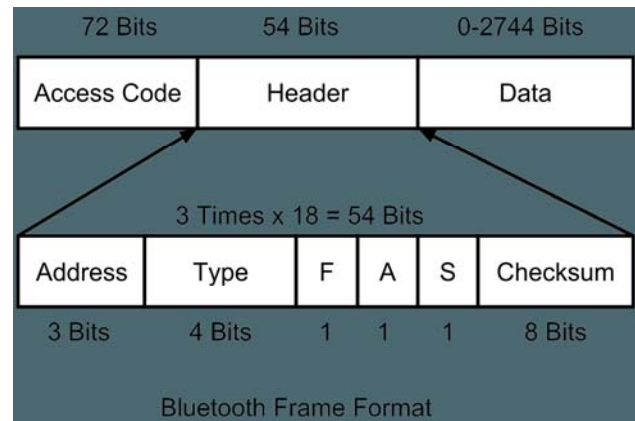 72 Bits 54 Bits 0-2744 Bits
Access Code Header Data
3 Times x 18 = 54 Bits
Address Type F A S Checksum
3 Bits 4 Bits 1 1 1 8 Bits
Bluetooth Frame Format